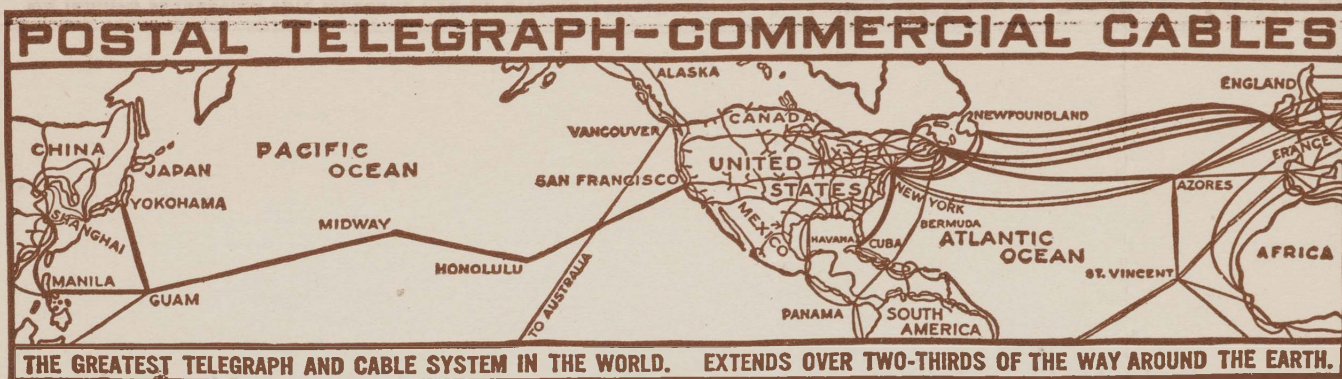 POSTAL TELEGRAPH-COMMERCIAL CABLES
ALASKA
ENGLAND
CANADA
NEWFOUNDLAND
VANCOUVER
CHINA
PACIFIC
OCEAN
FRANCE
JAPAN
UNITED
STATES
SAN FRANCISCO
AZORES
YOKOHAMA
NEW YORK
SHANGHAI
MEXICO
MIDWAY
BERMUDA
HAVANA
CUBA
ATLANTIC
OCEAN
AFRICA
HONOLULU
ST. VINCENT
MANILA
GUAM
TO AUSTRALIA
PANAMA
SOUTH
AMERICA
THE GREATEST TELEGRAPH AND CABLE SYSTEM IN THE WORLD. EXTENDS OVER TWO-THIRDS OF THE WAY AROUND THE EARTH.